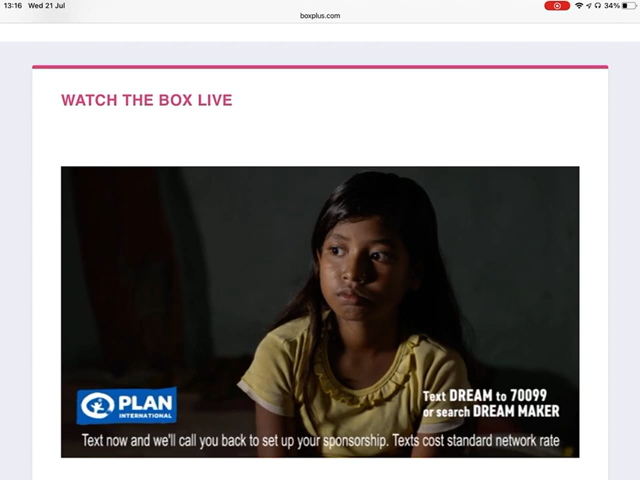 13:16 Wed 21 Jul
34%
boxplus.com
WATCH THE BOX LIVE
PLAN
INTERNATIONAL
Text DREAM to 70099
or search DREAM MAKER
Text now and we'll call you back to set up your sponsorship. Texts cost standard network rate